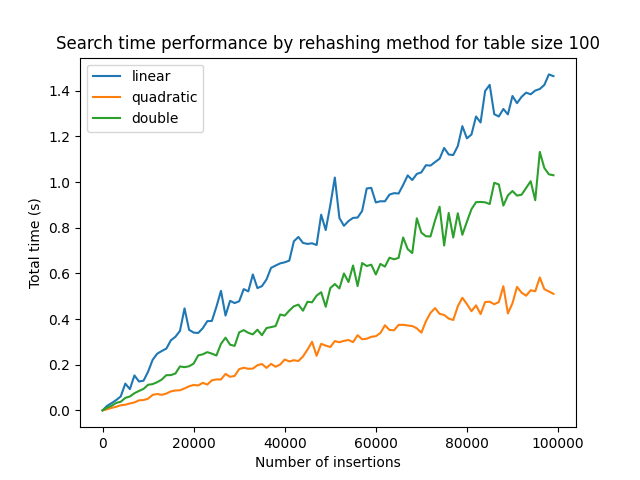 Search time performance by rehashing method for table size 100
linear
quadratic
double
Total time (s)
1.4
1.2
1.0
0.8
0.6
0.4
0.2
0.0
0 20000 40000 60000 80000 100000
Number of insertions